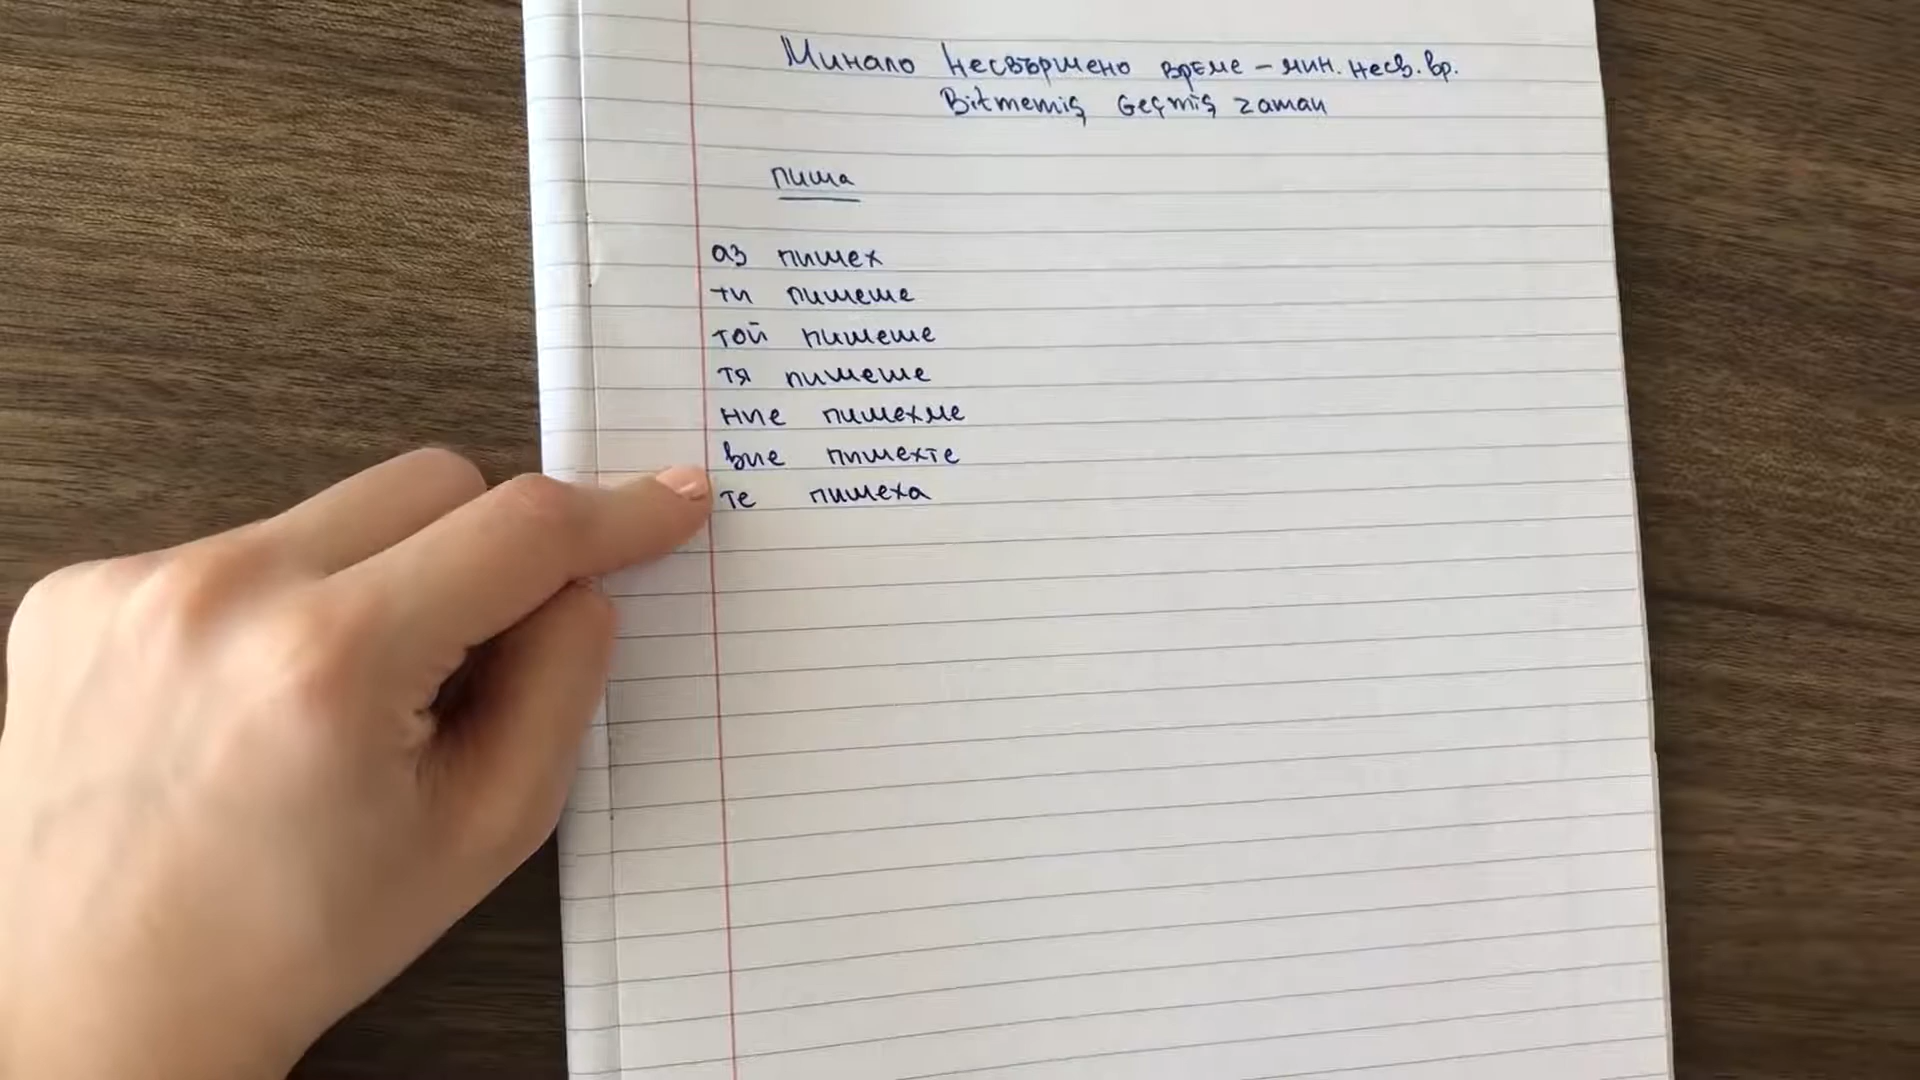 Минало Несвършено време - мин. несв. вр.
Bitmemiş Geçmiş zaman
пиша
аз пишех
ти пишеше
той пишеше
тя пишеше
ние пишехме
вие пишехте
те пишеха